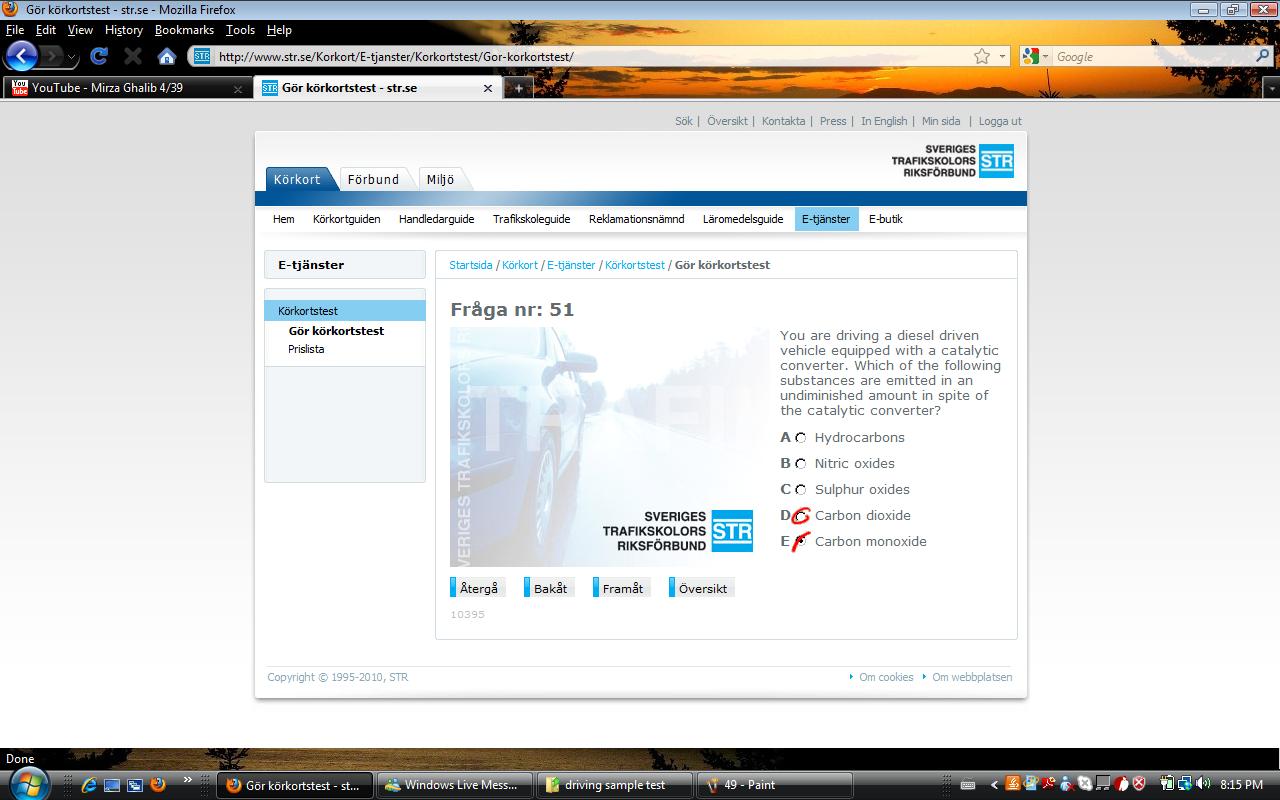 Gör körkortstest - str.se - Mozilla Firefox
File Edit View History Bookmarks Tools Help
STR http://www.str.se/Korkort/E-tjanster/Korkortstest/Gor-korkortstest/ Google
You Tube YouTube - Mirza Ghalib 4/39 STR Gör körkortstest - str.se
Sök | Översikt | Kontakta | Press | In English | Min sida | Logga ut
SVERIGES
TRAFIKSKOLORS STR
RIKSFÖRBUND
Körkort Förbund Miljö
Hem Körkortguiden Handledarguide Trafikskoleguide Reklamationsnämnd Läromedelsguide E-tjänster E-butik
E-tjänster
Körkortstest
Gör körkortstest
Prislista
Startsida / Körkort / E-tjänster / Körkortstest / Gör körkortstest
Fråga nr: 51
SVERIGES
TRAFIKSKOLORS STR
RIKSFÖRBUND
You are driving a diesel driven
vehicle equipped with a catalytic
converter. Which of the following
substances are emitted in an
undiminished amount in spite of
the catalytic converter?
A Hydrocarbons
B Nitric oxides
C Sulphur oxides
D Carbon dioxide
E Carbon monoxide
Återgå Bakåt Framåt Översikt
10395
Copyright © 1995-2010, STR Om cookies Om webbplatsen
Done
Gör körkortstest - st... Windows Live Mess... driving sample test 49 - Paint 8:15 PM